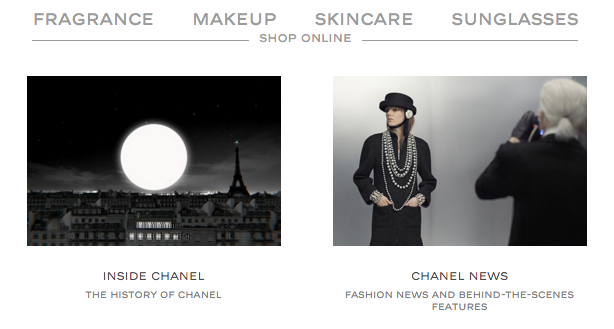 FRAGRANCE MAKEUP SKINCARE SUNGLASSES
SHOP ONLINE
INSIDE CHANEL
THE HISTORY OF CHANEL
CHANEL NEWS
FASHION NEWS AND BEHIND-THE-SCENES
FEATURES